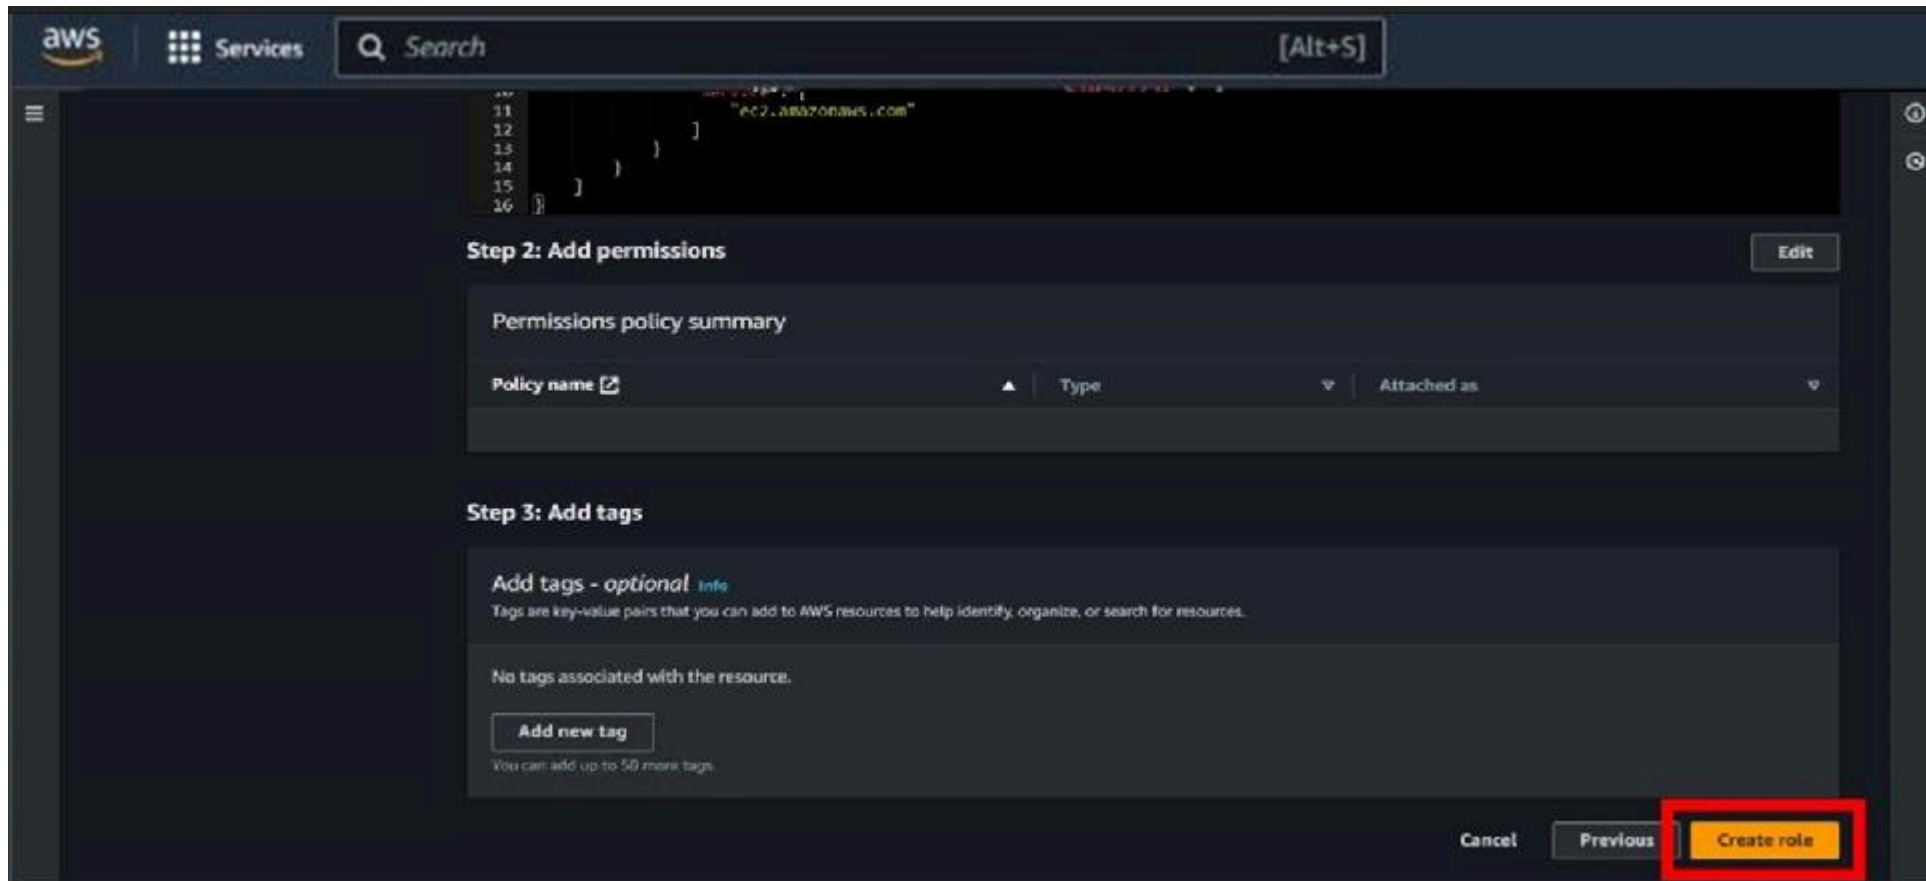 aws Services Search [Alt+S]
11 "ec2.amazonaws.com"
12 ]
13 }
14 }
15 ]
16 }
Step 2: Add permissions Edit
Permissions policy summary
Policy name Type Attached as
Step 3: Add tags
Add tags - optional Info
Tags are key-value pairs that you can add to AWS resources to help identify, organize, or search for resources.
No tags associated with the resource.
Add new tag
You can add up to 50 more tags.
Cancel Previous Create role